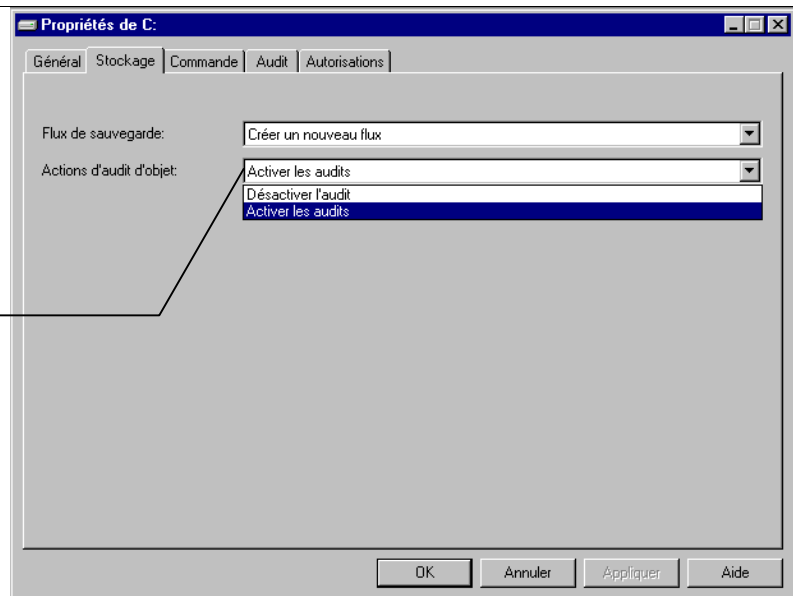 Propriétés de C:
Général Stockage Commande Audit Autorisations
Flux de sauvegarde: Créer un nouveau flux
Actions d'audit d'objet: Activer les audits
Désactiver l'audit
Activer les audits
OK Annuler Appliquer Aide